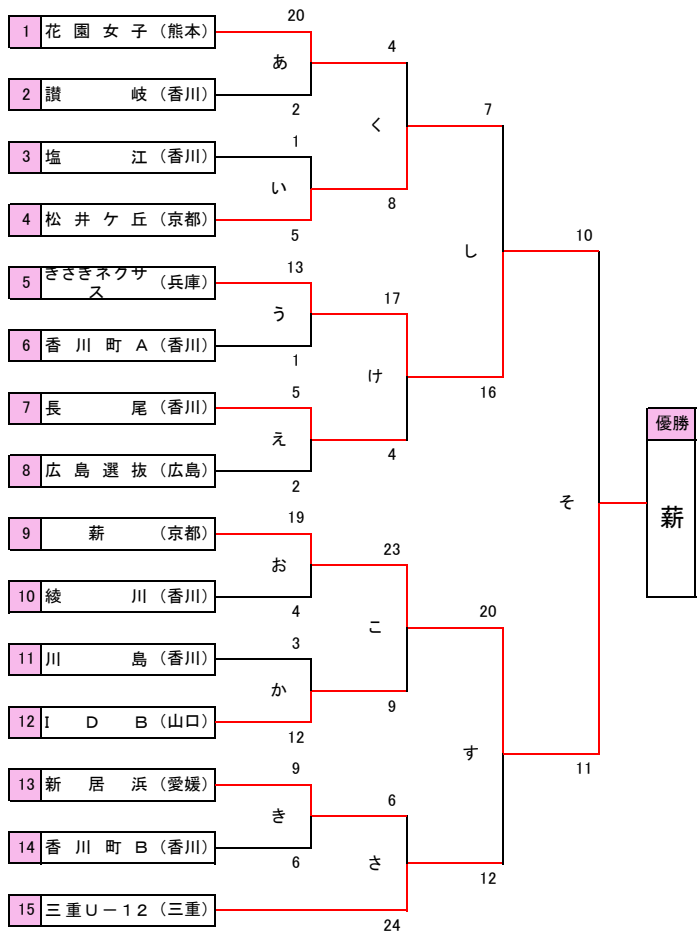 20
1 花園女子（熊本）
4
あ
2 讃岐（香川）
2
7
1
く
3 塩江（香川）
い
8
4 松井ケ丘（京都）
5
し
10
13
5 きさきネクサス（兵庫）
17
う
6 香川町Ａ（香川）
1
け
5
16
7 長尾（香川）
優勝
え
4
8 広島選抜（広島）
2
そ
19
薪
9 薪（京都）
23
お
10 綾川（香川）
4
20
3
こ
11 川島（香川）
か
9
12 ＩＤＢ（山口）
12
す
11
9
13 新居浜（愛媛）
6
き
14 香川町Ｂ（香川）
6
さ
12
15 三重Ｕ－１２（三重）
24